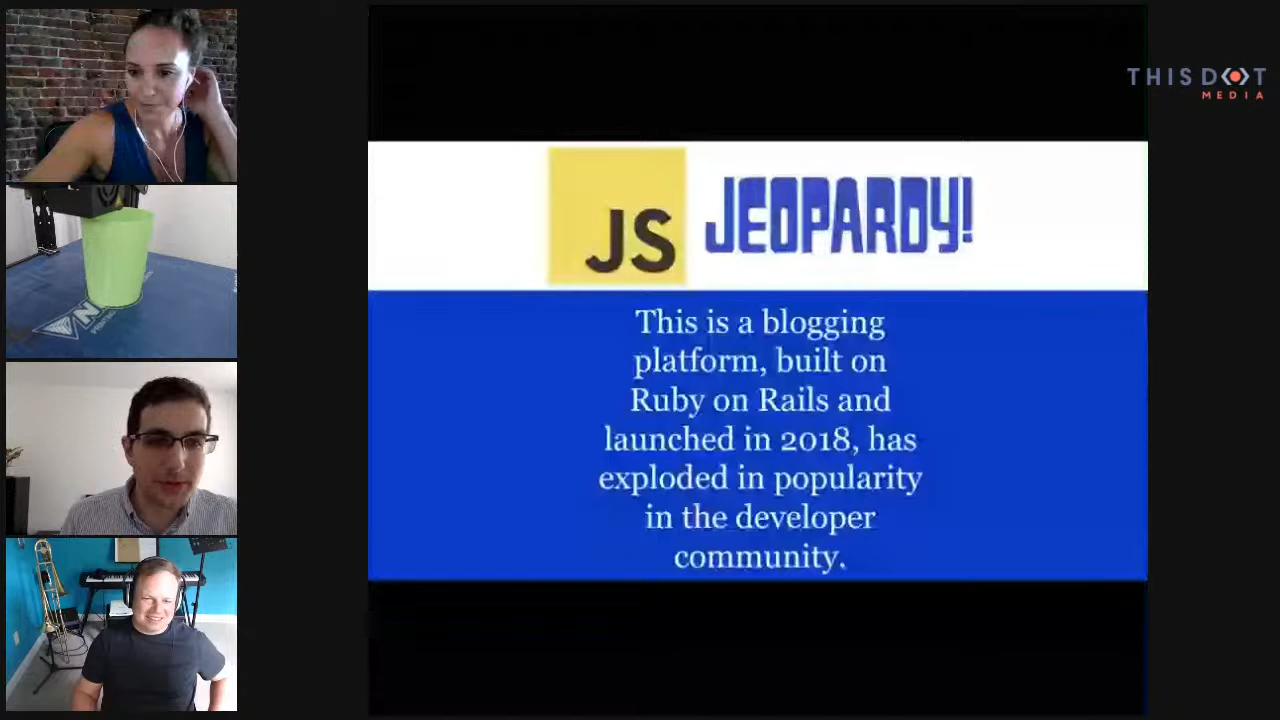 THIS DOT
MEDIA
JS JEOPARDY!
This is a blogging
platform, built on
Ruby on Rails and
launched in 2018, has
exploded in popularity
in the developer
community.